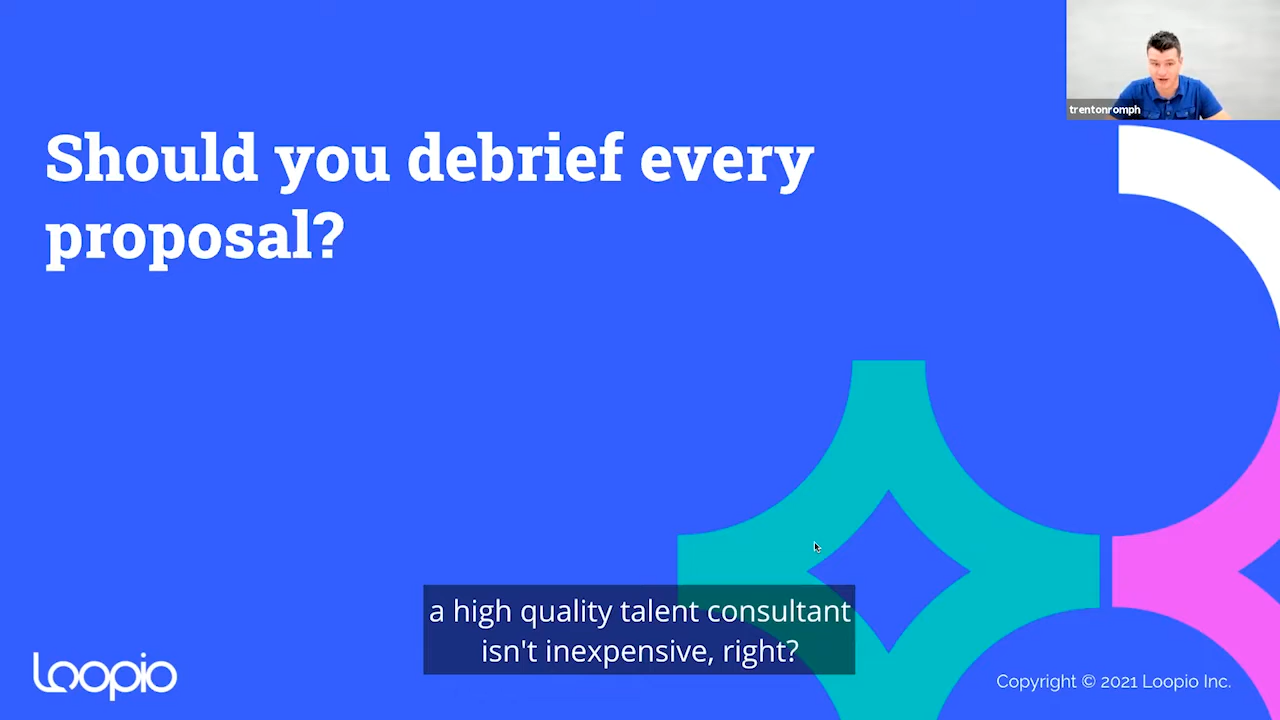 trentonromph
Should you debrief every
proposal?
a high quality talent consultant
isn't inexpensive, right?
Loopio
Copyright © 2021 Loopio Inc.